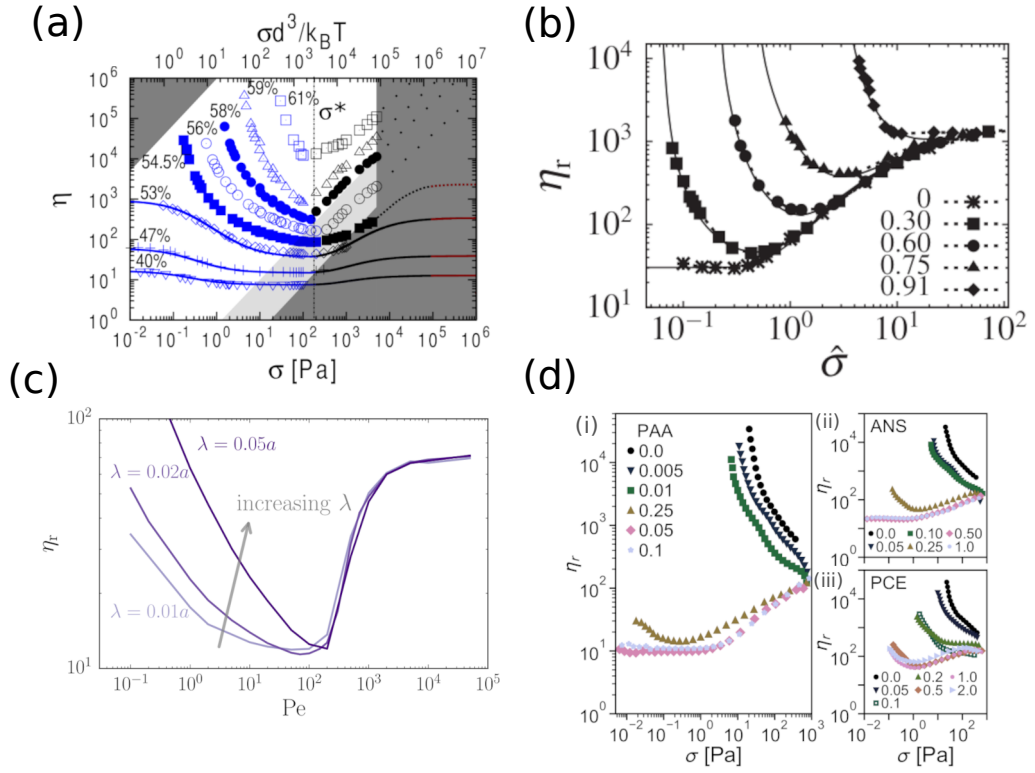 (a)
σd³/k_BT
10⁰ 10¹ 10² 10³ 10⁴ 10⁵ 10⁶ 10⁷
10⁶
10⁵
10⁴
10³
10²
10¹
10⁰
η
59%
61%
58%
56%
54.5%
53%
47%
40%
σ*
10⁻² 10⁻¹ 10⁰ 10¹ 10² 10³ 10⁴ 10⁵ 10⁶
σ [Pa]
(b)
10⁴
10³
10²
10¹
η_r
0
0.30
0.60
0.75
0.91
10⁻¹ 10⁰ 10¹ 10²
σ̂
(c)
10²
10¹
η_r
λ = 0.05a
λ = 0.02a
λ = 0.01a
increasing λ
10⁻¹ 10⁰ 10¹ 10² 10³ 10⁴ 10⁵
Pe
(d)
(i)
PAA
0.0
0.005
0.01
0.25
0.05
0.1
10⁴
10³
10²
10¹
10⁰
η_r
10⁻² 10⁻¹ 10⁰ 10¹ 10² 10³
σ [Pa]
(ii)
ANS
10⁴
10²
10⁰
η_r
0.0 0.10 0.50
0.05 0.25 1.0
(iii)
PCE
10⁴
10²
10⁰
η_r
0.0 0.2 1.0
0.05 0.5 2.0
0.1
10⁻² 10⁰ 10²
σ [Pa]